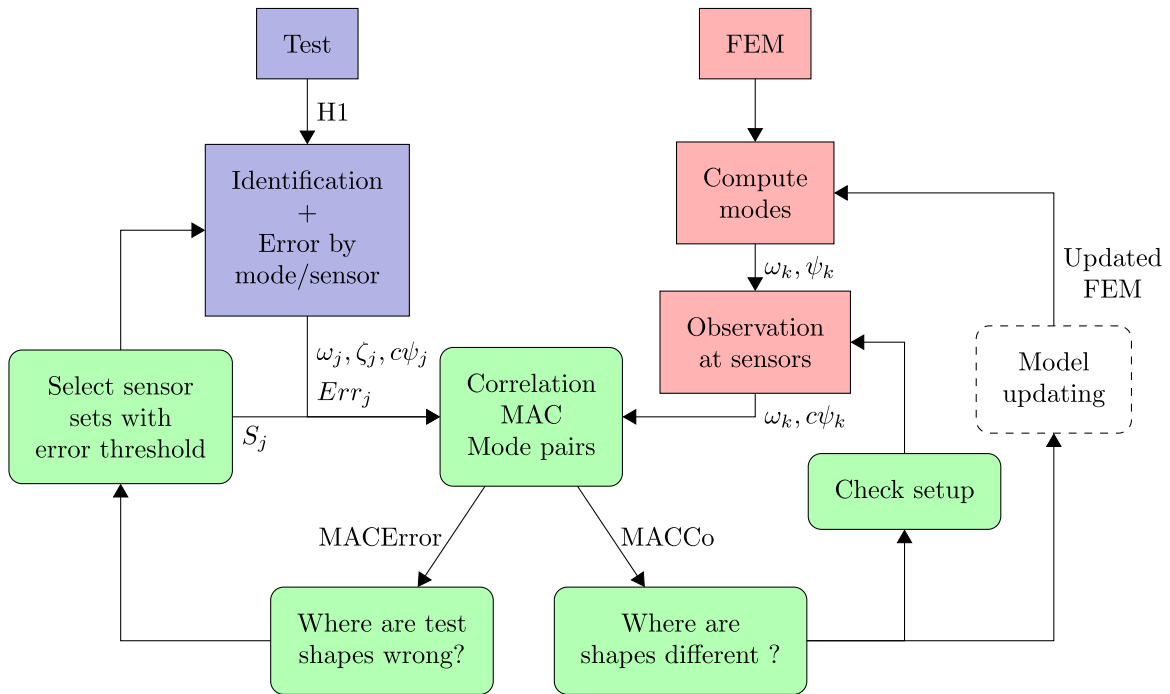 Test
FEM
H1
Identification
+
Error by
mode/sensor
Compute
modes
ωₖ, ψₖ
Updated
FEM
Observation
at sensors
Model
updating
ωⱼ, ζⱼ, cψⱼ
Errⱼ
Select sensor
sets with
error threshold
Sⱼ
Correlation
MAC
Mode pairs
ωₖ, cψₖ
Check setup
MACError
MACCo
Where are test
shapes wrong?
Where are
shapes different ?